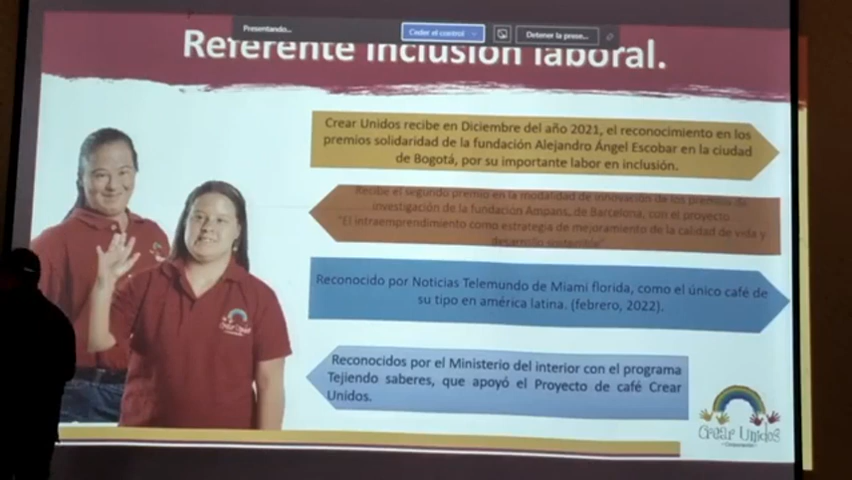 Presentando...
Ceder el control
Detener la prese...
Referente inclusión laboral.
Crear Unidos recibe en Diciembre del año 2021, el reconocimiento en los
premios solidaridad de la fundación Alejandro Ángel Escobar en la ciudad
de Bogotá, por su importante labor en inclusión.
Recibe el segundo premio en la modalidad de innovación de los premios de
investigación de la fundación Ampans, de Barcelona, con el proyecto
"El intraemprendimiento como estrategia de mejoramiento de la calidad de vida y
desarrollo sostenible"
Reconocido por Noticias Telemundo de Miami florida, como el único café de
su tipo en américa latina. (febrero, 2022).
Reconocidos por el Ministerio del interior con el programa
Tejiendo saberes, que apoyó el Proyecto de café Crear
Unidos.
Crear Unidos
Crear Unidos
Corporación